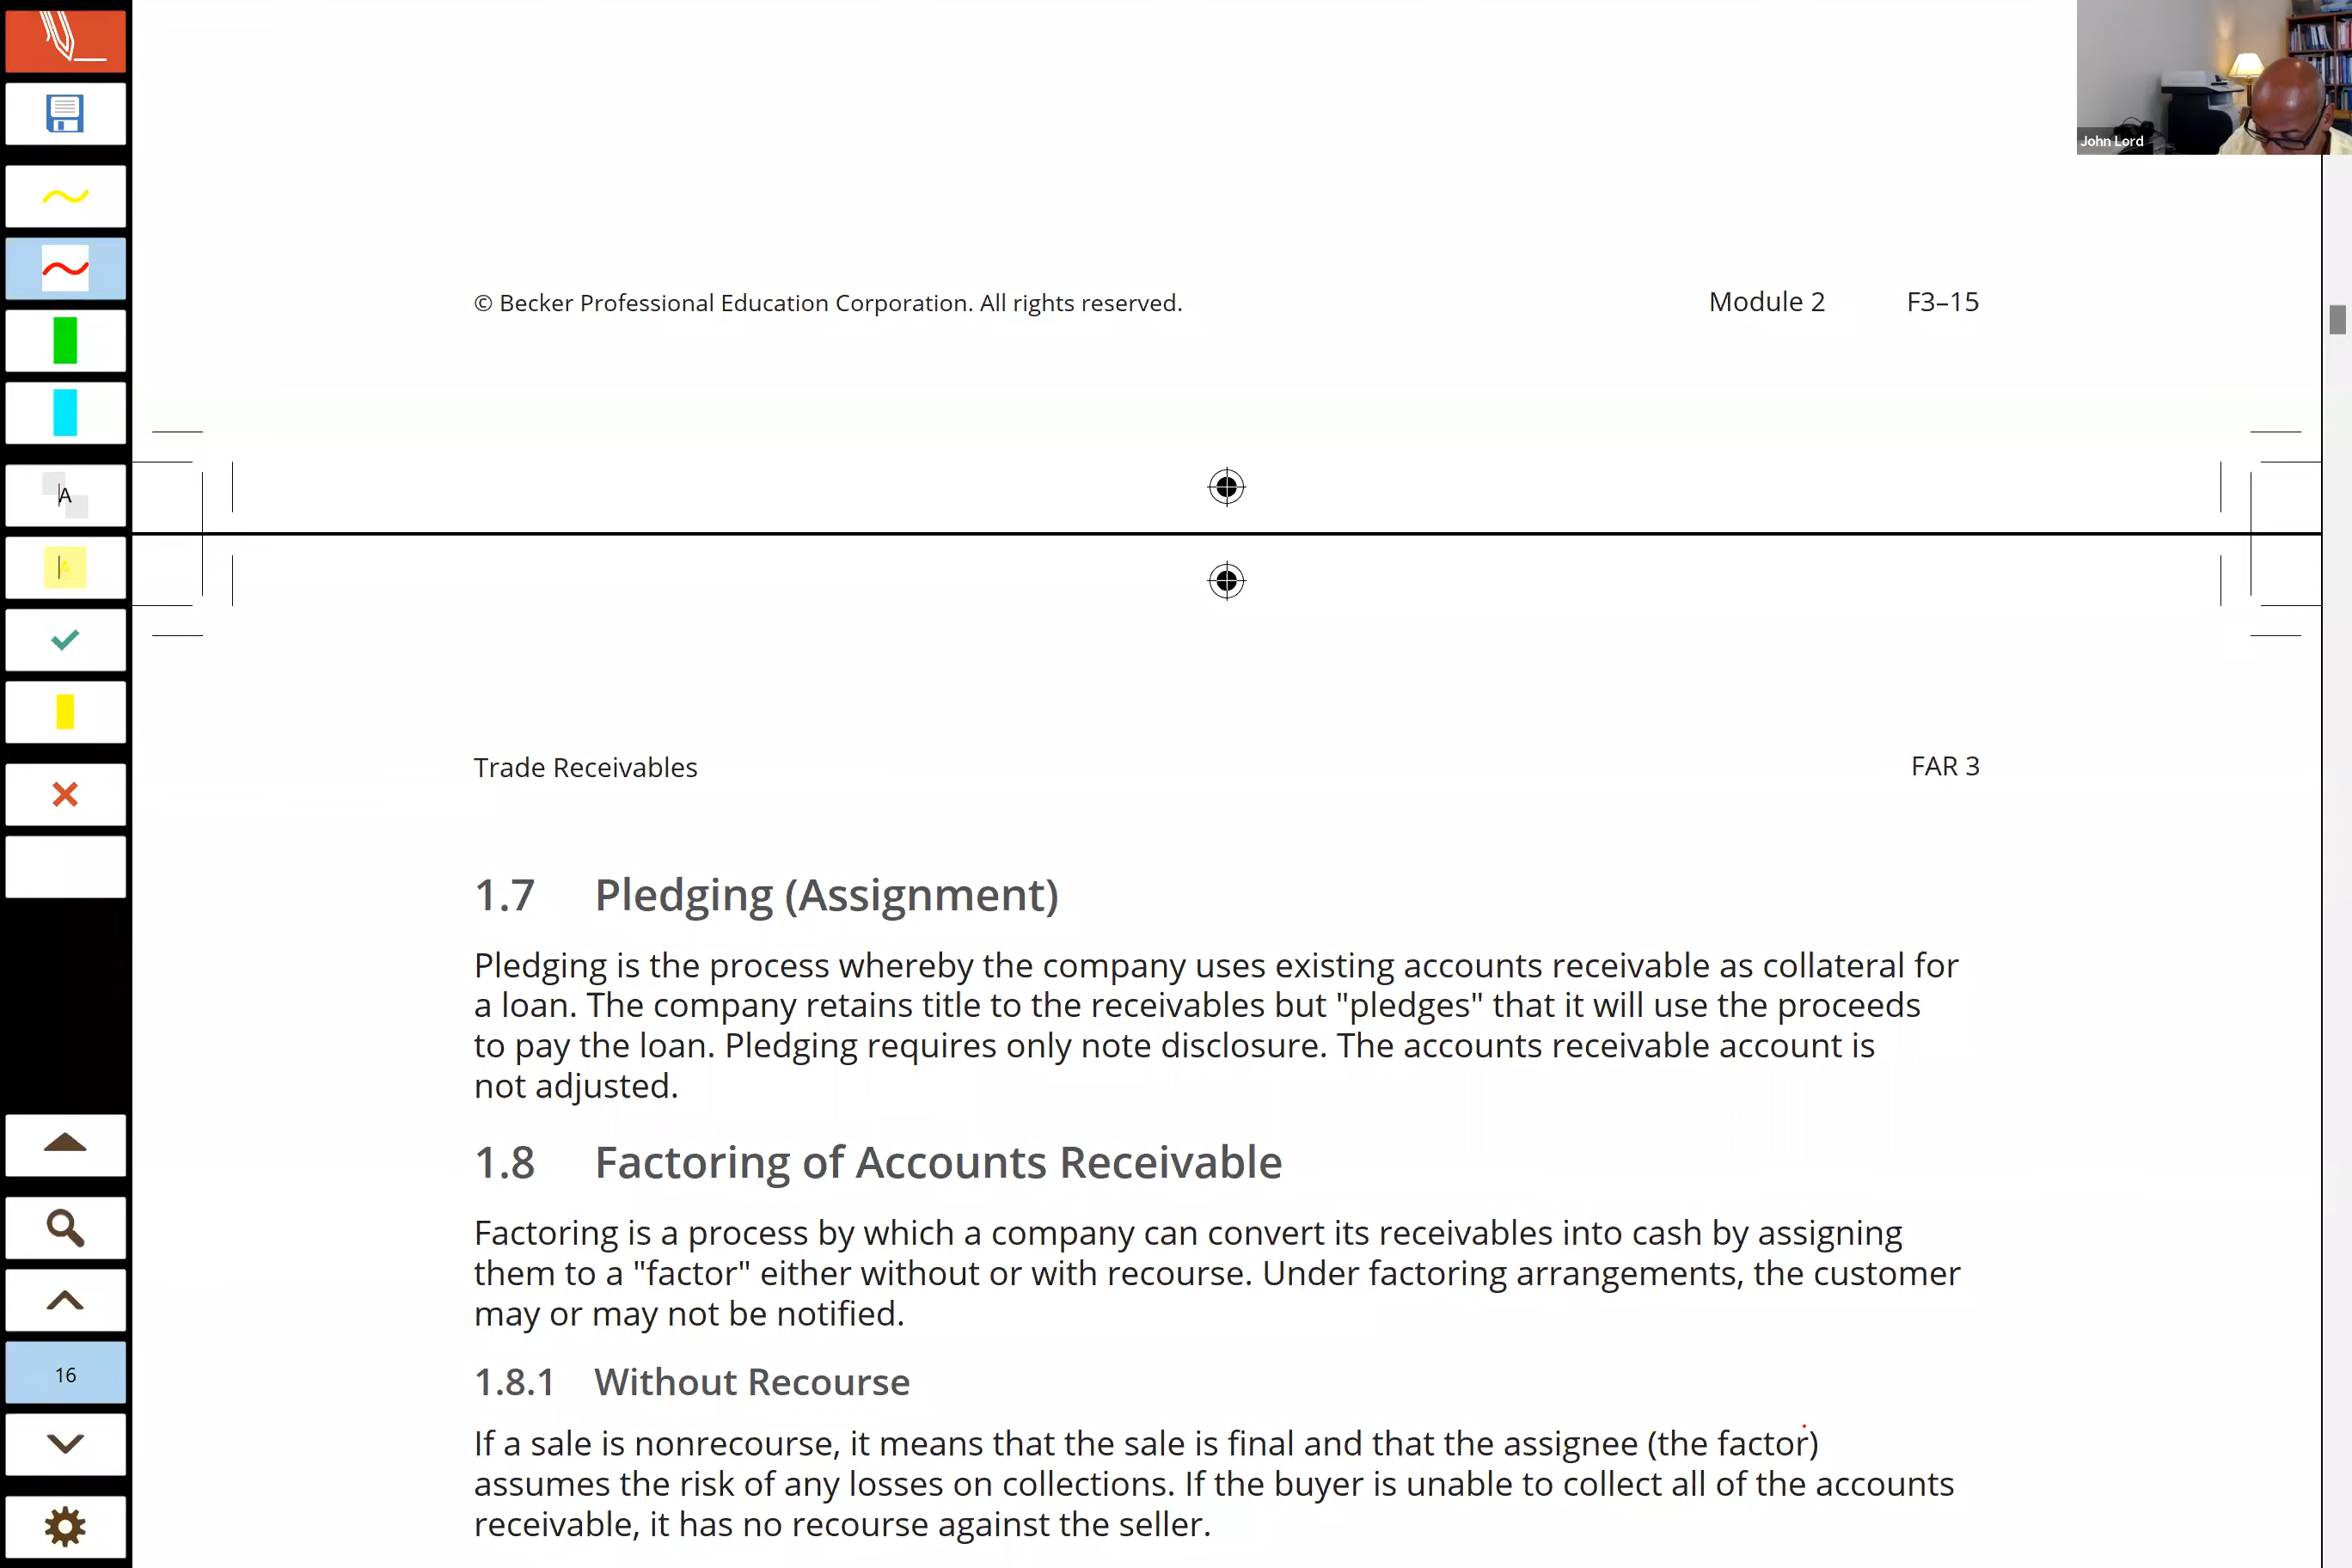 John Lord
© Becker Professional Education Corporation. All rights reserved.
Module 2 F3–15
A
A
Trade Receivables
FAR 3
1.7 Pledging (Assignment)
Pledging is the process whereby the company uses existing accounts receivable as collateral for
a loan. The company retains title to the receivables but "pledges" that it will use the proceeds
to pay the loan. Pledging requires only note disclosure. The accounts receivable account is
not adjusted.
1.8 Factoring of Accounts Receivable
Factoring is a process by which a company can convert its receivables into cash by assigning
them to a "factor" either without or with recourse. Under factoring arrangements, the customer
may or may not be notified.
1.8.1 Without Recourse
16
If a sale is nonrecourse, it means that the sale is final and that the assignee (the factor)
assumes the risk of any losses on collections. If the buyer is unable to collect all of the accounts
receivable, it has no recourse against the seller.